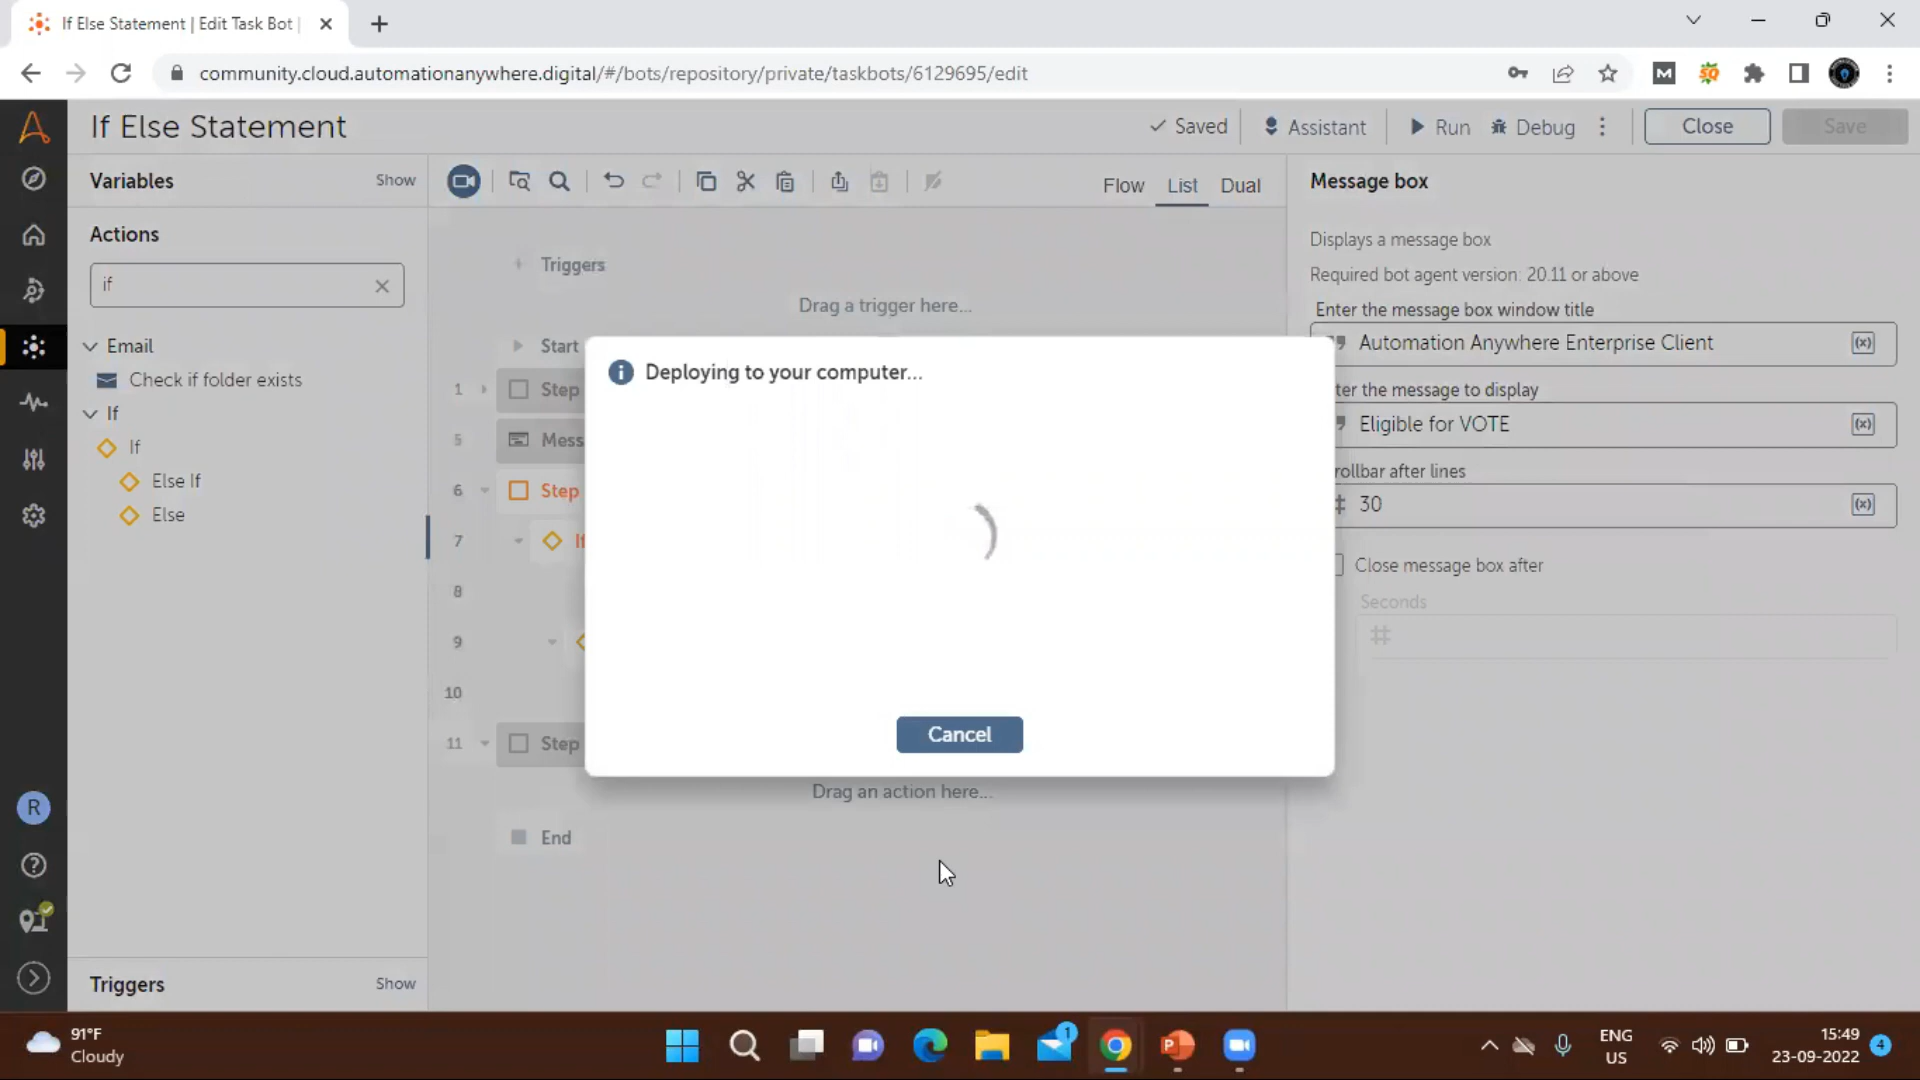 If Else Statement | Edit Task Bot |
community.cloud.automationanywhere.digital/#/bots/repository/private/taskbots/6129695/edit
If Else Statement
Saved
Assistant
Run
Debug
Close
Save
Variables
Show
Flow
List
Dual
Message box
Actions
if
Email
Check if folder exists
If
If
Else If
Else
Triggers
Show
Triggers
Drag a trigger here...
Start
1
Step
5
Mess
6
Step
7
If
8
9
10
11
Step
Drag an action here...
End
Deploying to your computer...
Cancel
Displays a message box
Required bot agent version: 20.11 or above
Enter the message box window title
Automation Anywhere Enterprise Client
(x)
ter the message to display
Eligible for VOTE
(x)
rollbar after lines
30
(x)
Close message box after
Seconds
R
91°F
Cloudy
1
ENG
US
15:49
23-09-2022
4